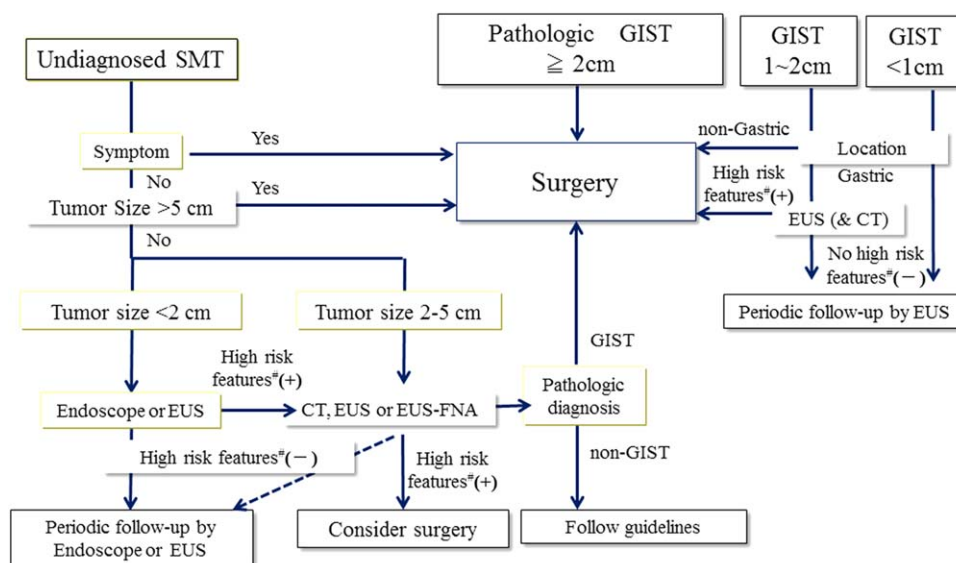 Undiagnosed SMT
Pathologic GIST
≧ 2cm
GIST
1~2cm
GIST
<1cm
Symptom
Yes
No
Tumor Size >5 cm
Yes
No
Surgery
non-Gastric
Location
Gastric
High risk
features#(+)
EUS (& CT)
No high risk
features#(−)
Periodic follow-up by EUS
Tumor size <2 cm
Tumor size 2-5 cm
GIST
High risk
features#(+)
Endoscope or EUS
CT, EUS or EUS-FNA
Pathologic
diagnosis
High risk features#(−)
High risk
features#(+)
non-GIST
Periodic follow-up by
Endoscope or EUS
Consider surgery
Follow guidelines